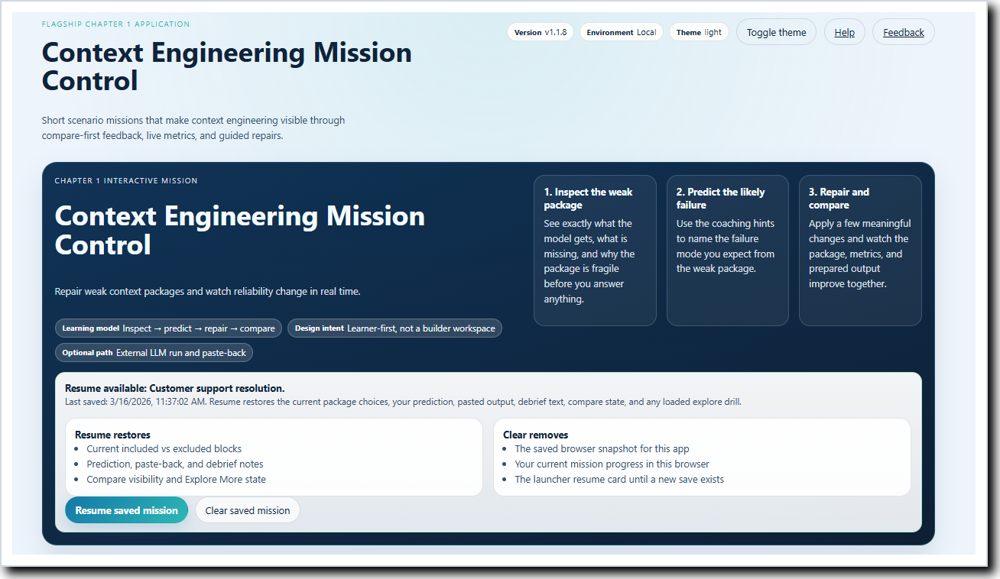 FLAGSHIP CHAPTER 1 APPLICATION
Context Engineering Mission
Control
Short scenario missions that make context engineering visible through
compare-first feedback, live metrics, and guided repairs.
Version v1.1.8
Environment Local
Theme light
Toggle theme
Help
Feedback
CHAPTER 1 INTERACTIVE MISSION
Context Engineering Mission
Control
Repair weak context packages and watch reliability change in real time.
Learning model Inspect → predict → repair → compare
Design intent Learner-first, not a builder workspace
Optional path External LLM run and paste-back
1. Inspect the weak
package
See exactly what the
model gets, what is
missing, and why the
package is fragile
before you answer
anything.
2. Predict the likely
failure
Use the coaching hints
to name the failure
mode you expect from
the weak package.
3. Repair and
compare
Apply a few meaningful
changes and watch the
package, metrics, and
prepared output
improve together.
Resume available: Customer support resolution.
Last saved: 3/16/2026, 11:37:02 AM. Resume restores the current package choices, your prediction, pasted output, debrief text, compare state, and any loaded explore drill.
Resume restores
• Current included vs excluded blocks
• Prediction, paste-back, and debrief notes
• Compare visibility and Explore More state
Clear removes
• The saved browser snapshot for this app
• Your current mission progress in this browser
• The launcher resume card until a new save exists
Resume saved mission
Clear saved mission